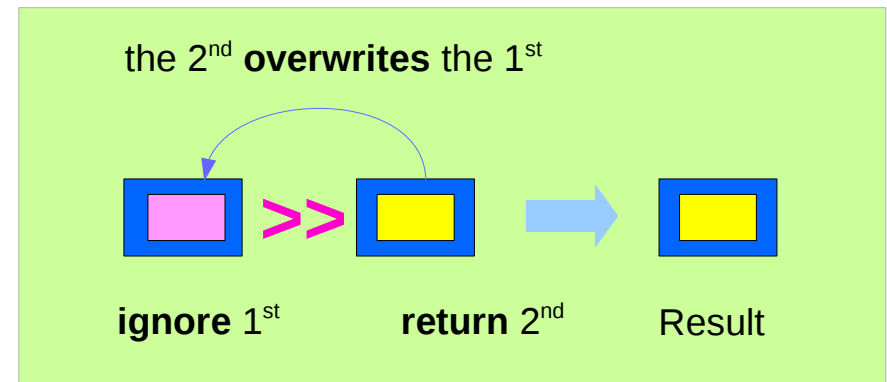 the 2nd overwrites the 1st
>>
ignore 1st return 2nd Result